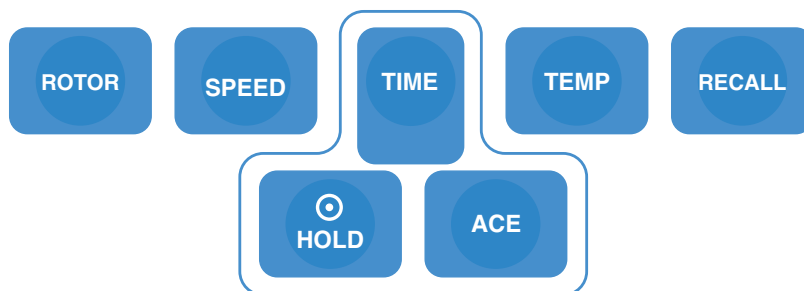 ROTOR
SPEED
TIME
TEMP
RECALL
HOLD
ACE